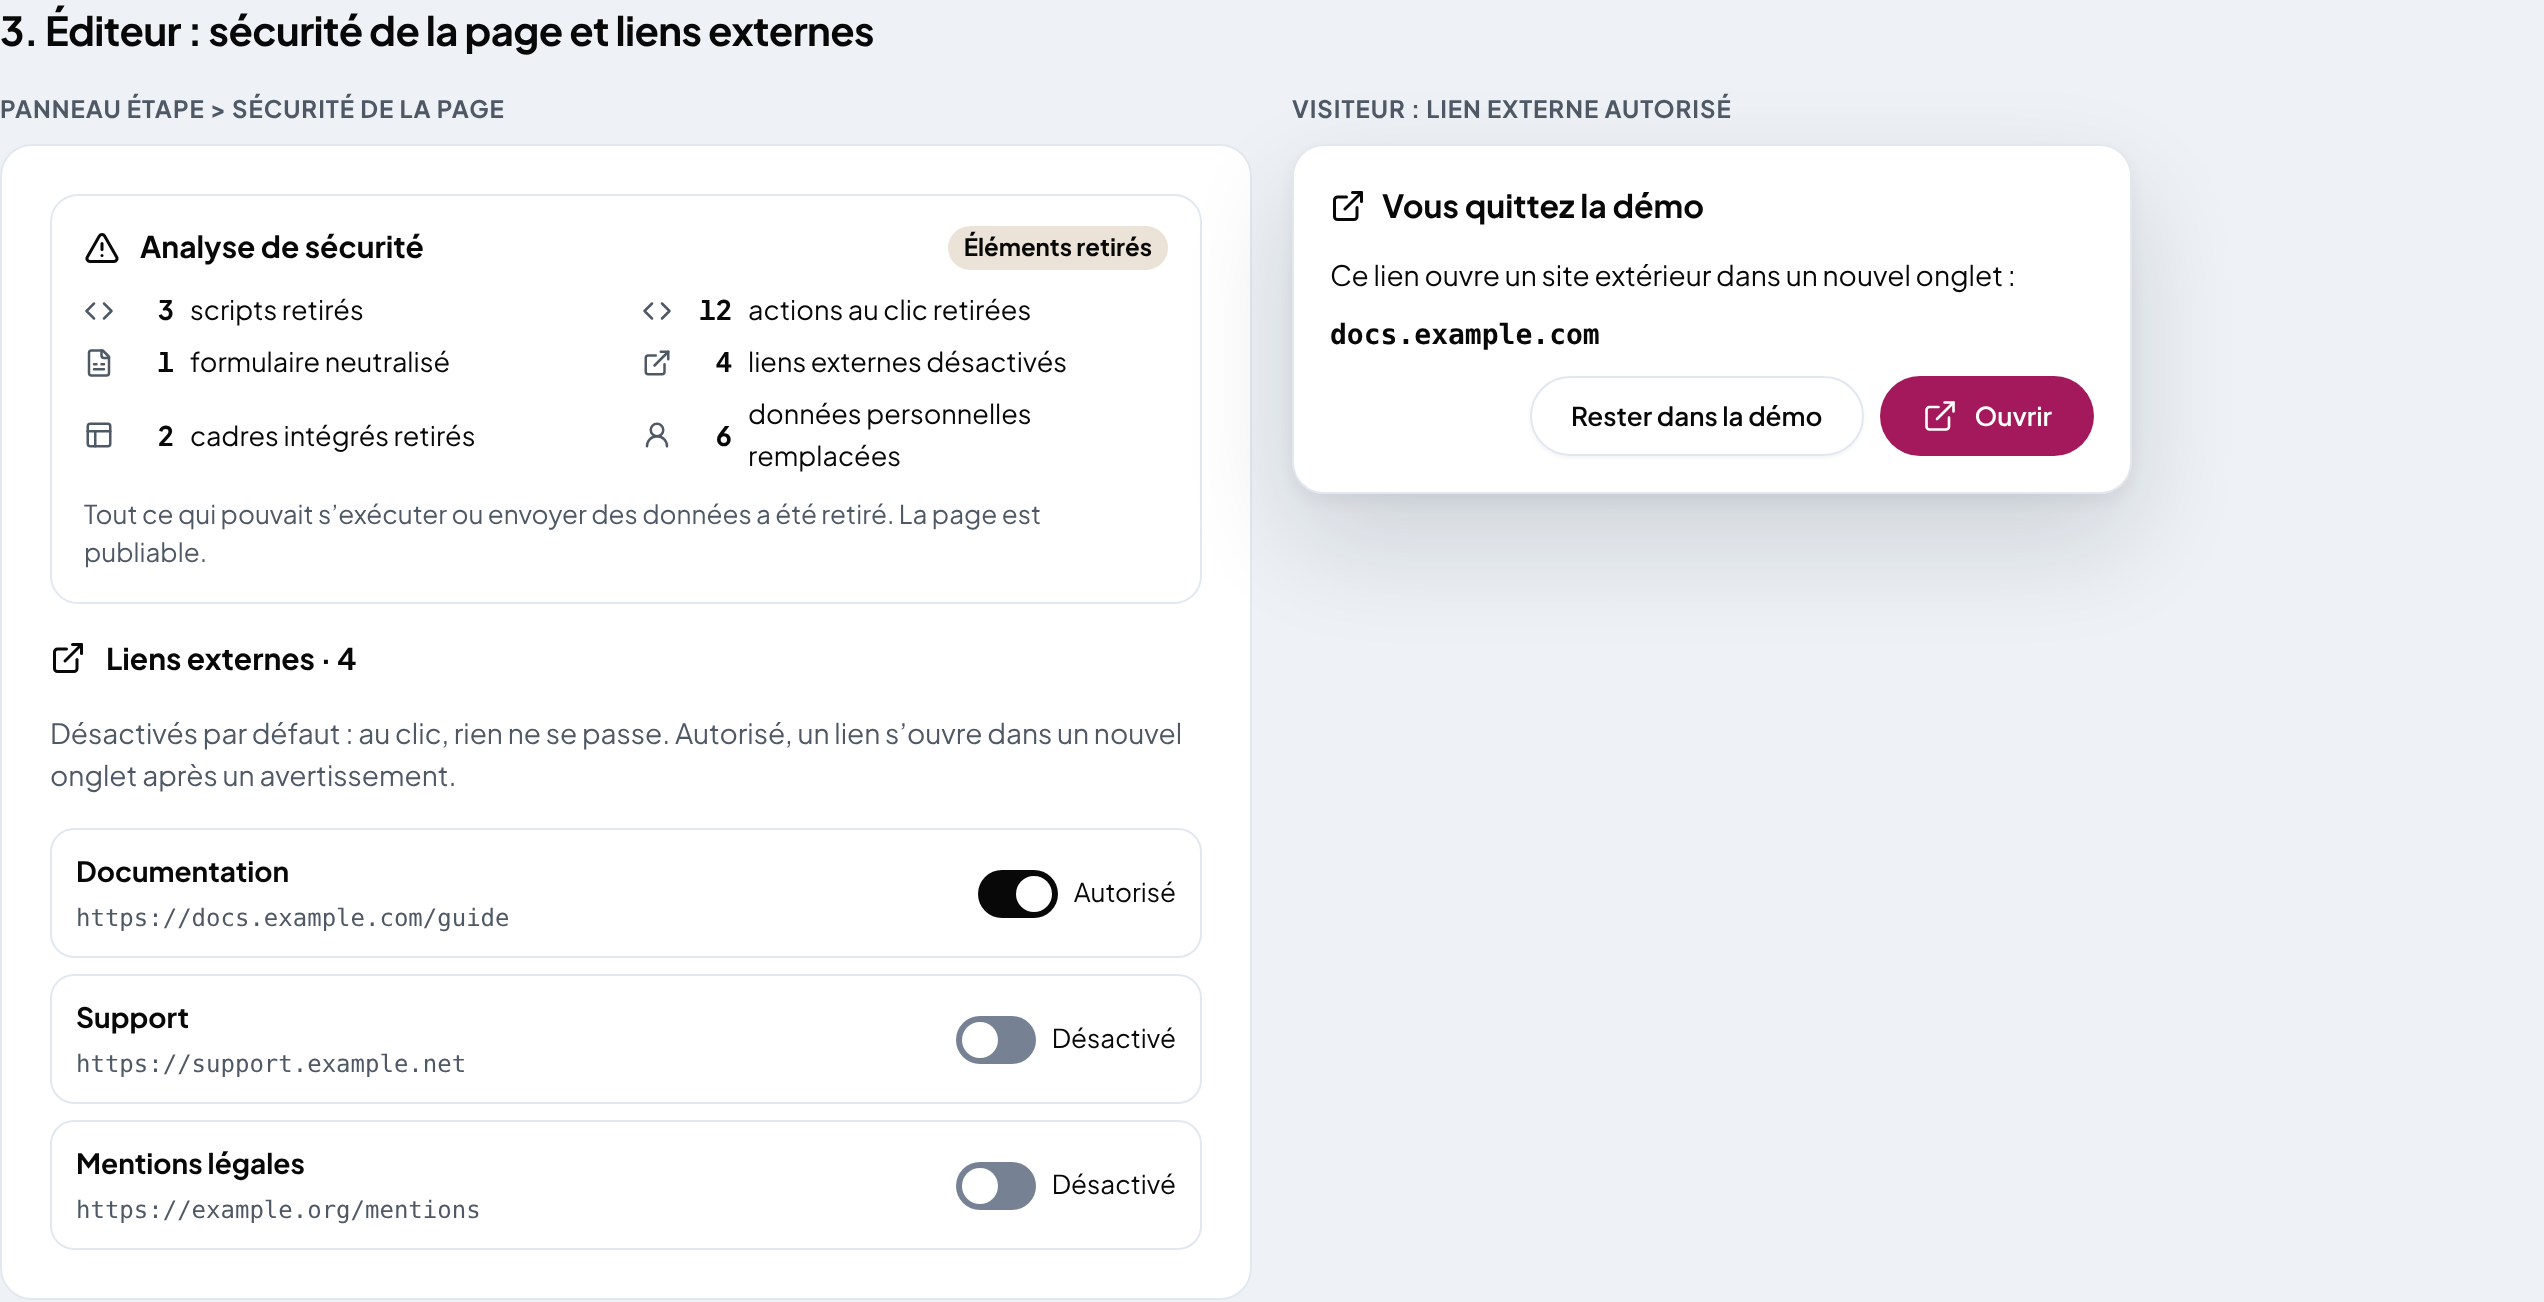 3. Éditeur : sécurité de la page et liens externes
PANNEAU ÉTAPE > SÉCURITÉ DE LA PAGE
Analyse de sécurité
Éléments retirés
3 scripts retirés
12 actions au clic retirées
1 formulaire neutralisé
4 liens externes désactivés
2 cadres intégrés retirés
6 données personnelles
remplacées
Tout ce qui pouvait s’exécuter ou envoyer des données a été retiré. La page est
publiable.
Liens externes · 4
Désactivés par défaut : au clic, rien ne se passe. Autorisé, un lien s’ouvre dans un nouvel
onglet après un avertissement.
Documentation
https://docs.example.com/guide
Autorisé
Support
https://support.example.net
Désactivé
Mentions légales
https://example.org/mentions
Désactivé
VISITEUR : LIEN EXTERNE AUTORISÉ
Vous quittez la démo
Ce lien ouvre un site extérieur dans un nouvel onglet :
docs.example.com
Rester dans la démo
Ouvrir